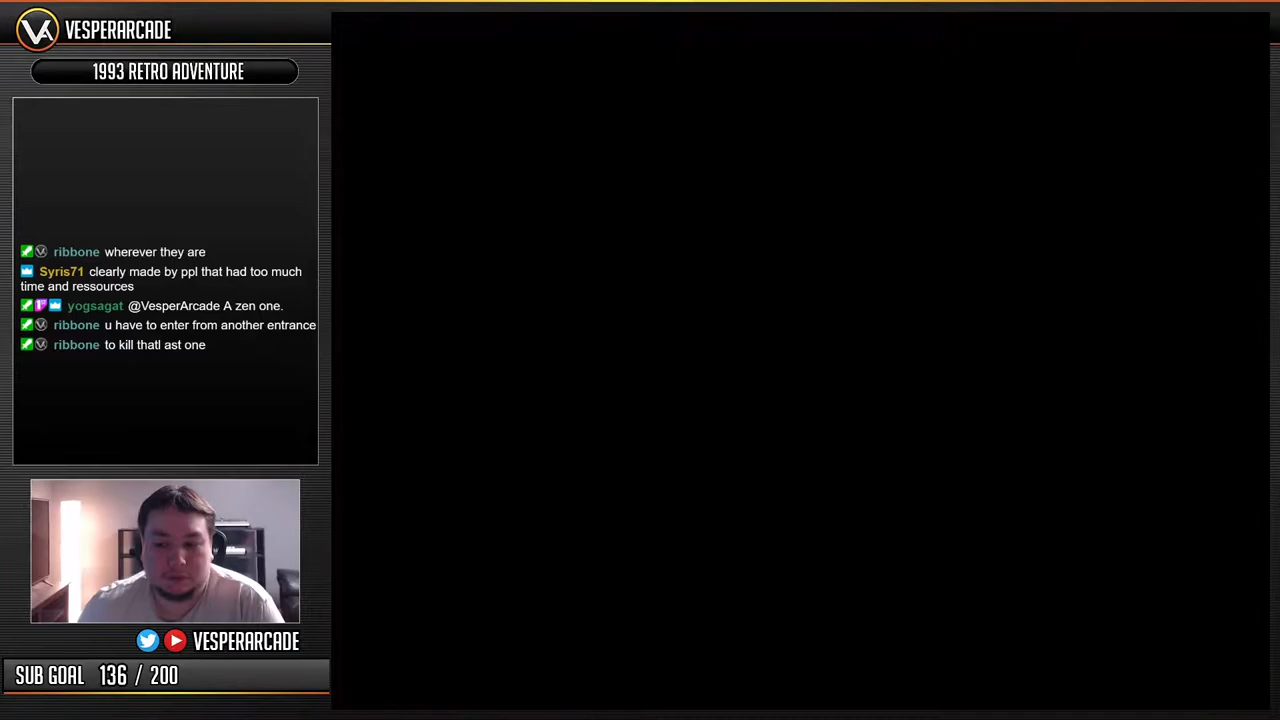 VESPERARCADE
1993 RETRO ADVENTURE
ribbone wherever they are
Syris71 clearly made by ppl that had too much
time and ressources
yogsagat @VesperArcade A zen one.
ribbone u have to enter from another entrance
ribbone to kill thatl ast one
VESPERARCADE
SUB GOAL 136 / 200